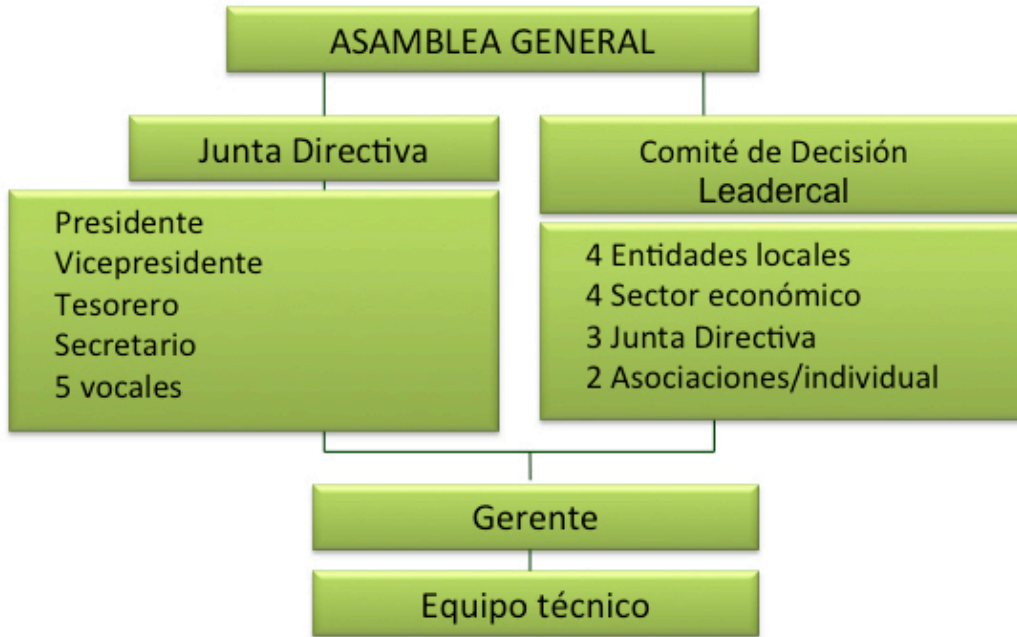 ASAMBLEA GENERAL
Junta Directiva
Presidente
Vicepresidente
Tesorero
Secretario
5 vocales
Comité de Decisión
Leadercal
4 Entidades locales
4 Sector económico
3 Junta Directiva
2 Asociaciones/individual
Gerente
Equipo técnico